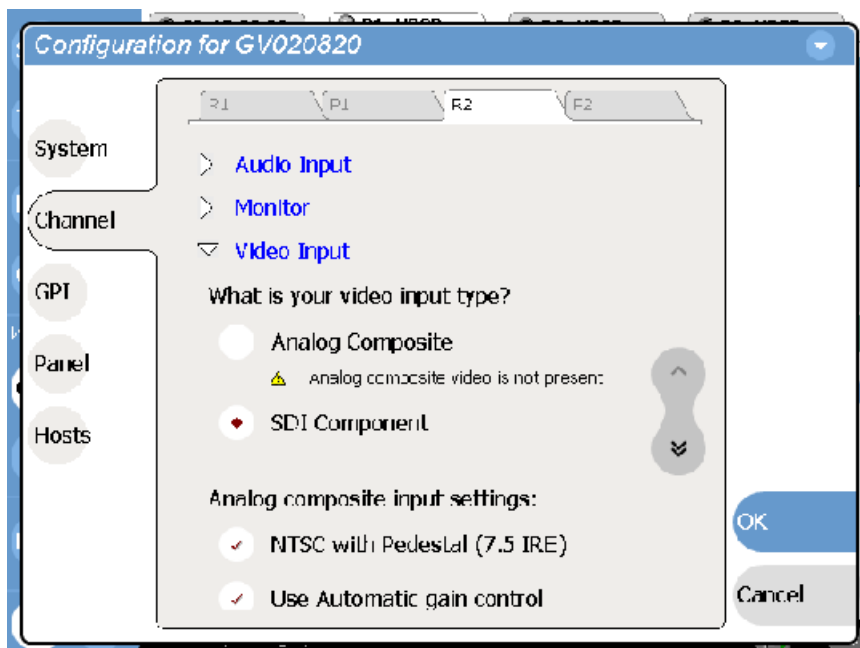 Configuration for GV020820
R1 P1 R2 P2
System
Channel
GPI
Panel
Hosts
Audio Input
Monitor
Video Input
What is your video input type?
Analog Composite
Analog composite video is not present
SDI Component
Analog composite input settings:
NTSC with Pedestal (7.5 IRE)
Use Automatic gain control
OK
Cancel